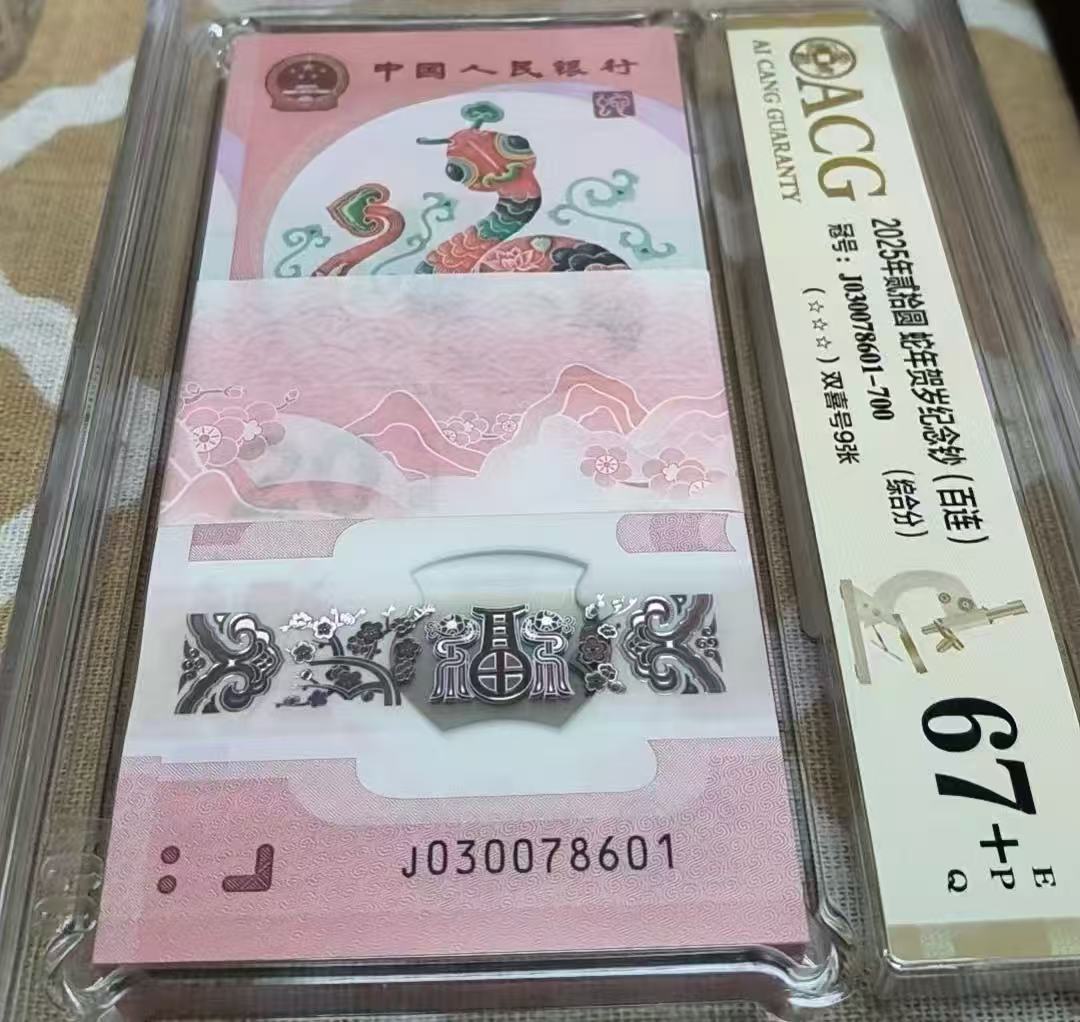 中国人民银行
J030078601
ACG
AI CANG GUARANTY
2025年贰拾圆 蛇年贺岁纪念钞（百连）
冠号：J030078601-700 （综合分）
（☆☆☆）双喜号9张
67+
E
P
Q